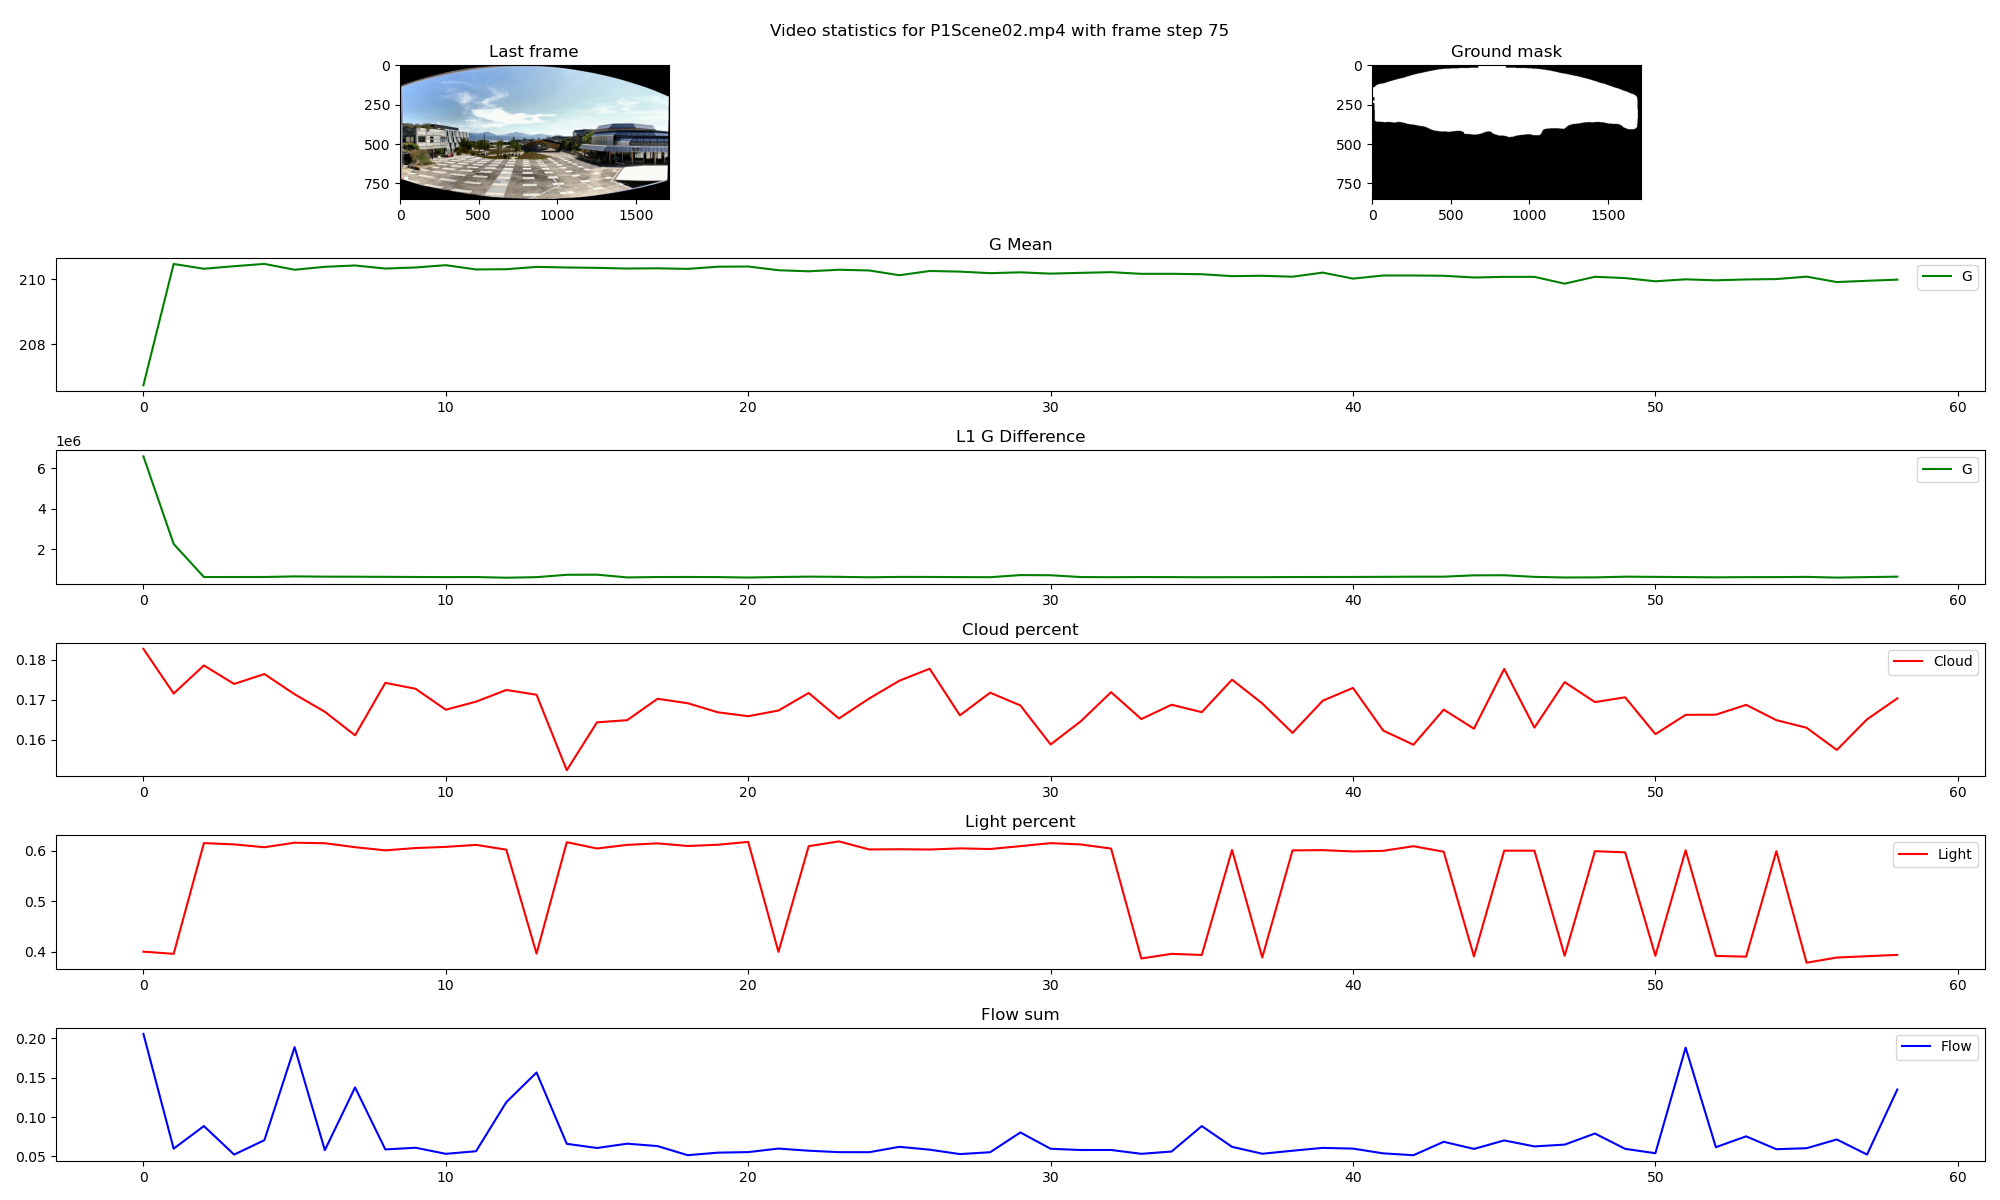 Video statistics for P1Scene02.mp4 with frame step 75
Last frame
Ground mask
0
250
500
750
0 500 1000 1500
0
250
500
750
0 500 1000 1500
G Mean
G
210
208
0 10 20 30 40 50 60
L1 G Difference
1e6
G
6
4
2
0 10 20 30 40 50 60
Cloud percent
Cloud
0.18
0.17
0.16
0 10 20 30 40 50 60
Light percent
Light
0.6
0.5
0.4
0 10 20 30 40 50 60
Flow sum
Flow
0.20
0.15
0.10
0.05
0 10 20 30 40 50 60